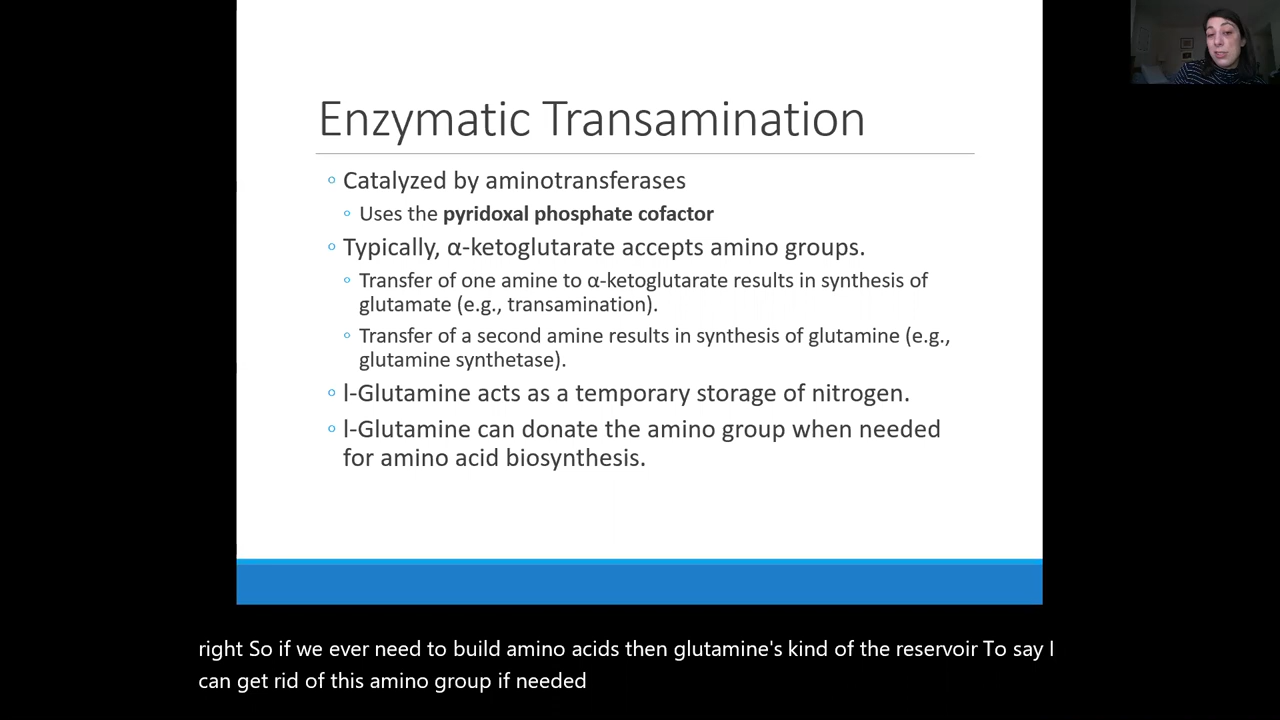 Enzymatic Transamination
◦ Catalyzed by aminotransferases
◦ Uses the pyridoxal phosphate cofactor
◦ Typically, α-ketoglutarate accepts amino groups.
◦ Transfer of one amine to α-ketoglutarate results in synthesis of
glutamate (e.g., transamination).
◦ Transfer of a second amine results in synthesis of glutamine (e.g.,
glutamine synthetase).
◦ l-Glutamine acts as a temporary storage of nitrogen.
◦ l-Glutamine can donate the amino group when needed
for amino acid biosynthesis.
right So if we ever need to build amino acids then glutamine's kind of the reservoir To say I
can get rid of this amino group if needed